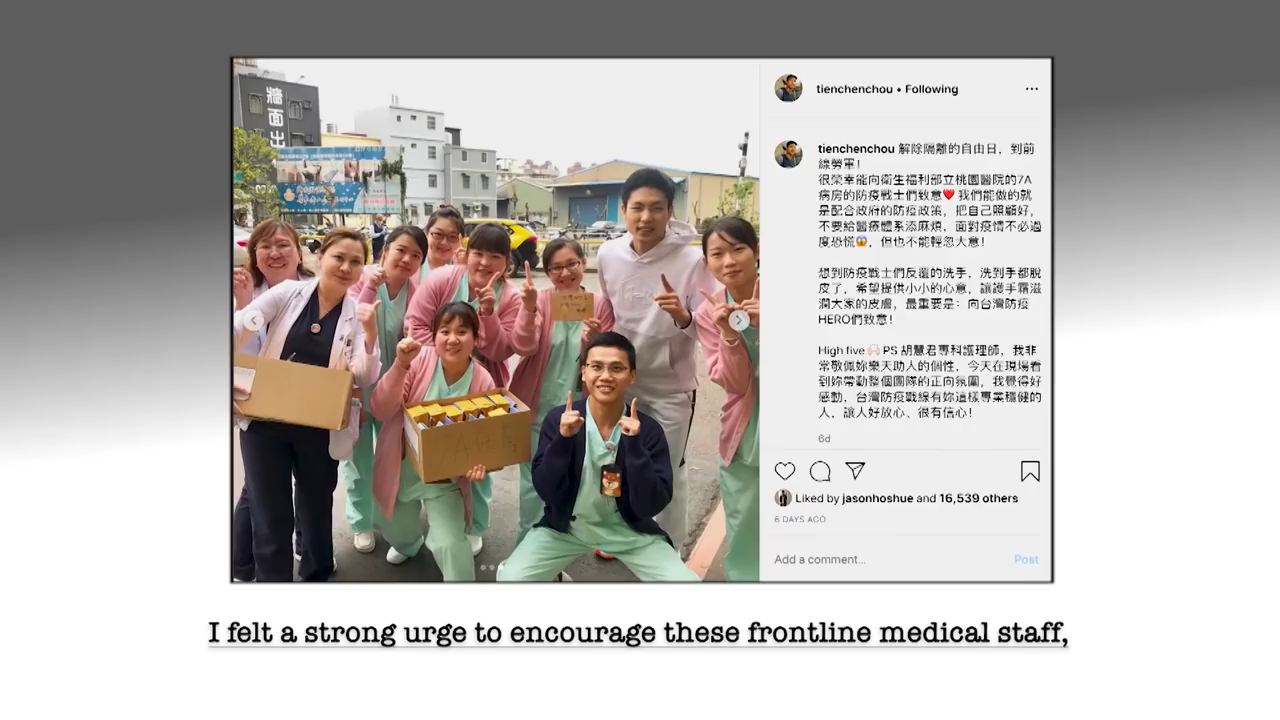 牆面出
tienchenchou • Following
tienchenchou 解除隔離的自由日，到前
線勞軍！
很榮幸能向衛生福利部立桃園醫院的7A
病房的防疫戰士們致意❤️ 我們能做的就
是配合政府的防疫政策，把自己照顧好，
不要給醫療體系添麻煩，面對疫情不必過
度恐慌😱，但也不能輕忽大意！
想到防疫戰士們反覆的洗手，洗到手都脫
皮了，希望提供小小的心意，讓護手霜滋
潤大家的皮膚，最重要是：向台灣防疫
HERO們致意！
High five🙌🏻 PS 胡慧君專科護理師，我非
常敬佩妳樂天助人的個性，今天在現場看
到妳帶動整個團隊的正向氛圍，我覺得好
感動，台灣防疫戰線有妳這樣專業穩健的
人，讓人好放心、很有信心！
6d
Liked by jasonhoshue and 16,539 others
6 DAYS AGO
Add a comment...
Post
I felt a strong urge to encourage these frontline medical staff,